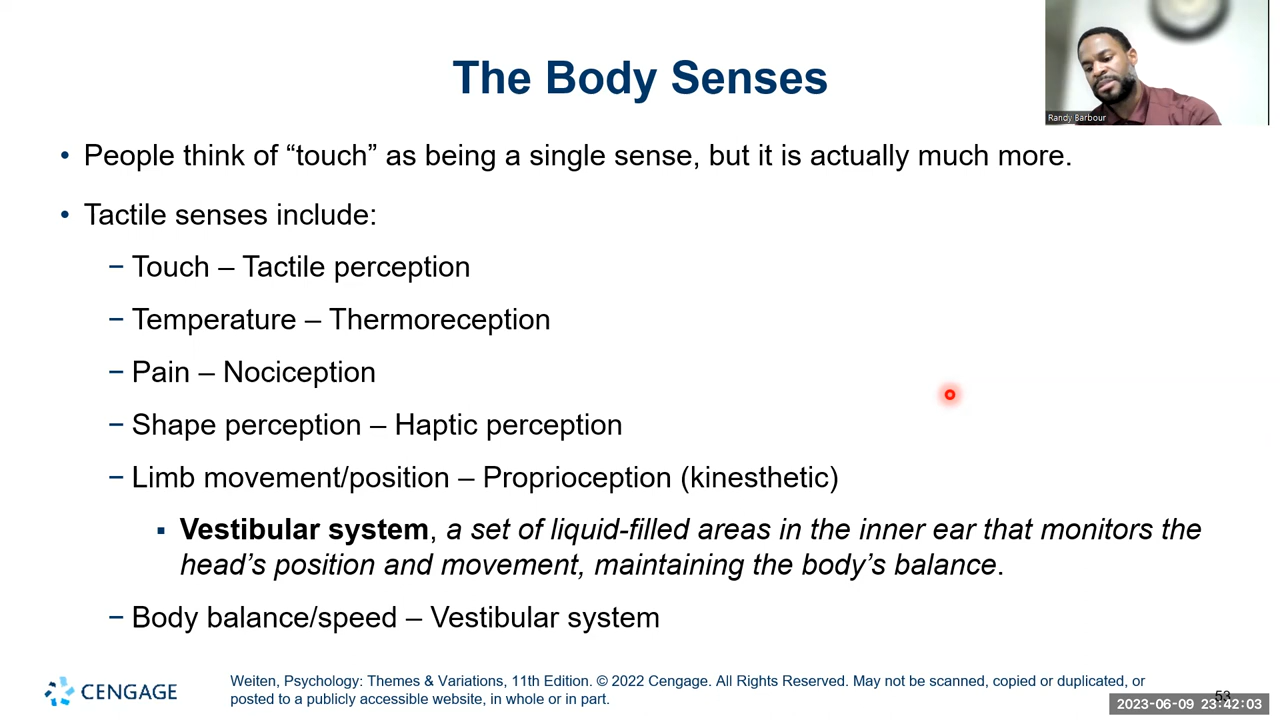 The Body Senses
Randy Barbour
• People think of “touch” as being a single sense, but it is actually much more.
• Tactile senses include:
– Touch – Tactile perception
– Temperature – Thermoreception
– Pain – Nociception
– Shape perception – Haptic perception
– Limb movement/position – Proprioception (kinesthetic)
▪ Vestibular system, a set of liquid-filled areas in the inner ear that monitors the
head’s position and movement, maintaining the body’s balance.
– Body balance/speed – Vestibular system
CENGAGE
Weiten, Psychology: Themes & Variations, 11th Edition. © 2022 Cengage. All Rights Reserved. May not be scanned, copied or duplicated, or
posted to a publicly accessible website, in whole or in part.
53
2023-06-09 23:42:03